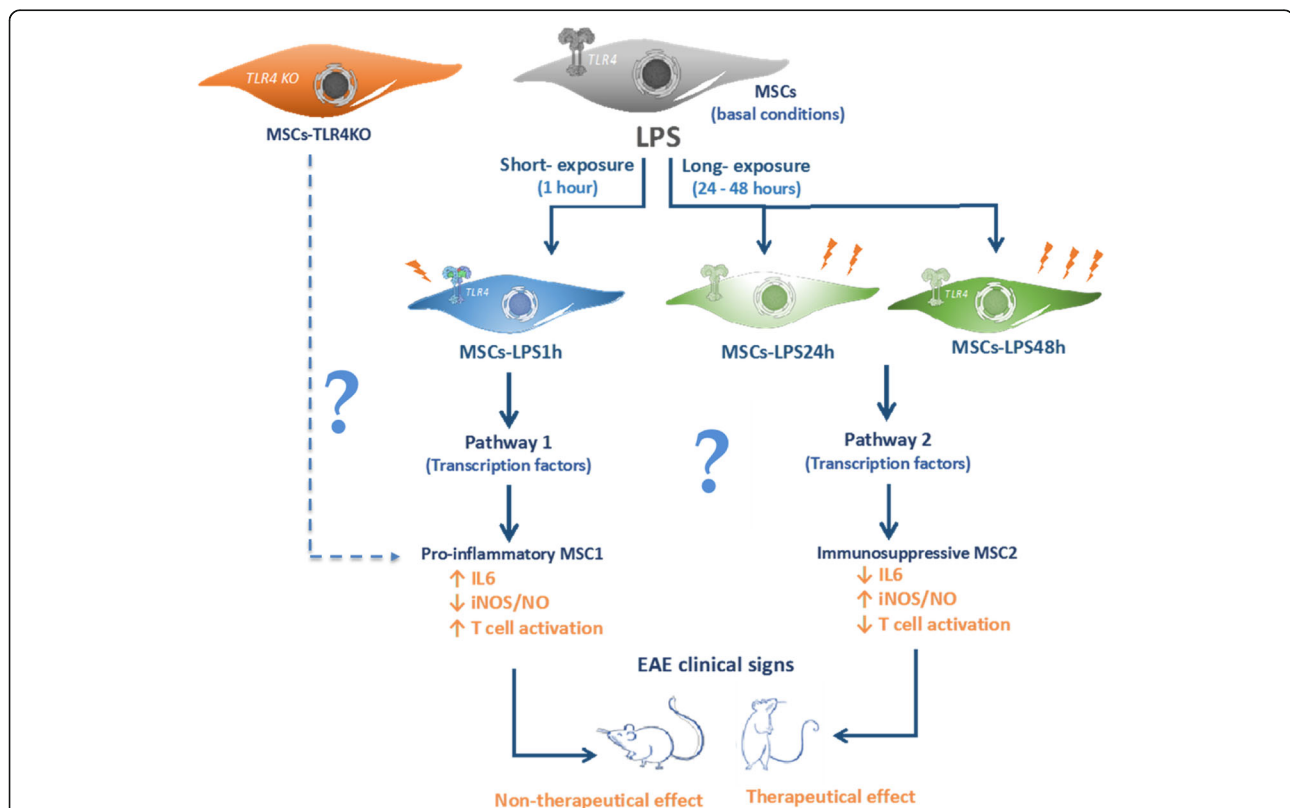 TLR4 KO
MSCs-TLR4KO
TLR4
MSCs
(basal conditions)
LPS
Short- exposure
(1 hour)
Long- exposure
(24 - 48 hours)
TLR4
MSCs-LPS1h
MSCs-LPS24h
TLR4
MSCs-LPS48h
?
?
Pathway 1
(Transcription factors)
Pathway 2
(Transcription factors)
Pro-inflammatory MSC1
↑ IL6
↓ iNOS/NO
↑ T cell activation
Immunosuppressive MSC2
↓ IL6
↑ iNOS/NO
↓ T cell activation
EAE clinical signs
Non-therapeutical effect
Therapeutical effect